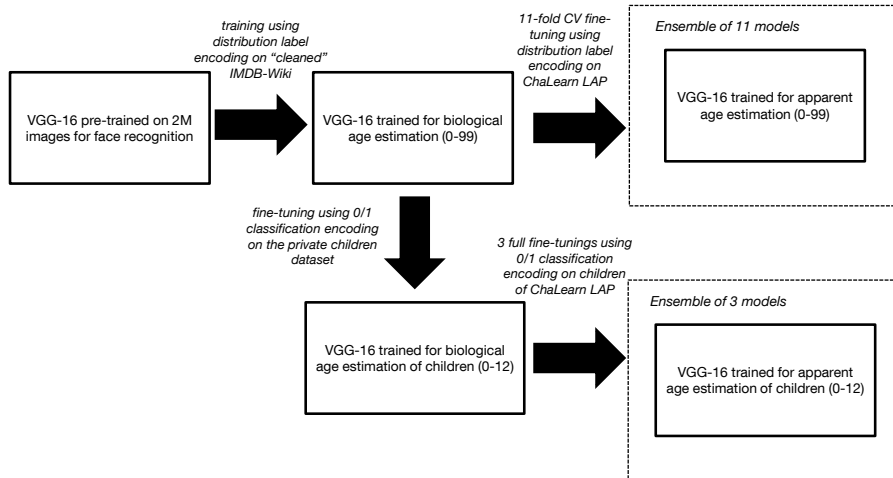 training using
distribution label
encoding on “cleaned”
IMDB-Wiki
11-fold CV fine-
tuning using
distribution label
encoding on
ChaLearn LAP
Ensemble of 11 models
VGG-16 pre-trained on 2M
images for face recognition
VGG-16 trained for biological
age estimation (0-99)
VGG-16 trained for apparent
age estimation (0-99)
fine-tuning using 0/1
classification encoding
on the private children
dataset
3 full fine-tunings using
0/1 classification
encoding on children
of ChaLearn LAP
Ensemble of 3 models
VGG-16 trained for biological
age estimation of children (0-12)
VGG-16 trained for apparent
age estimation of children (0-12)